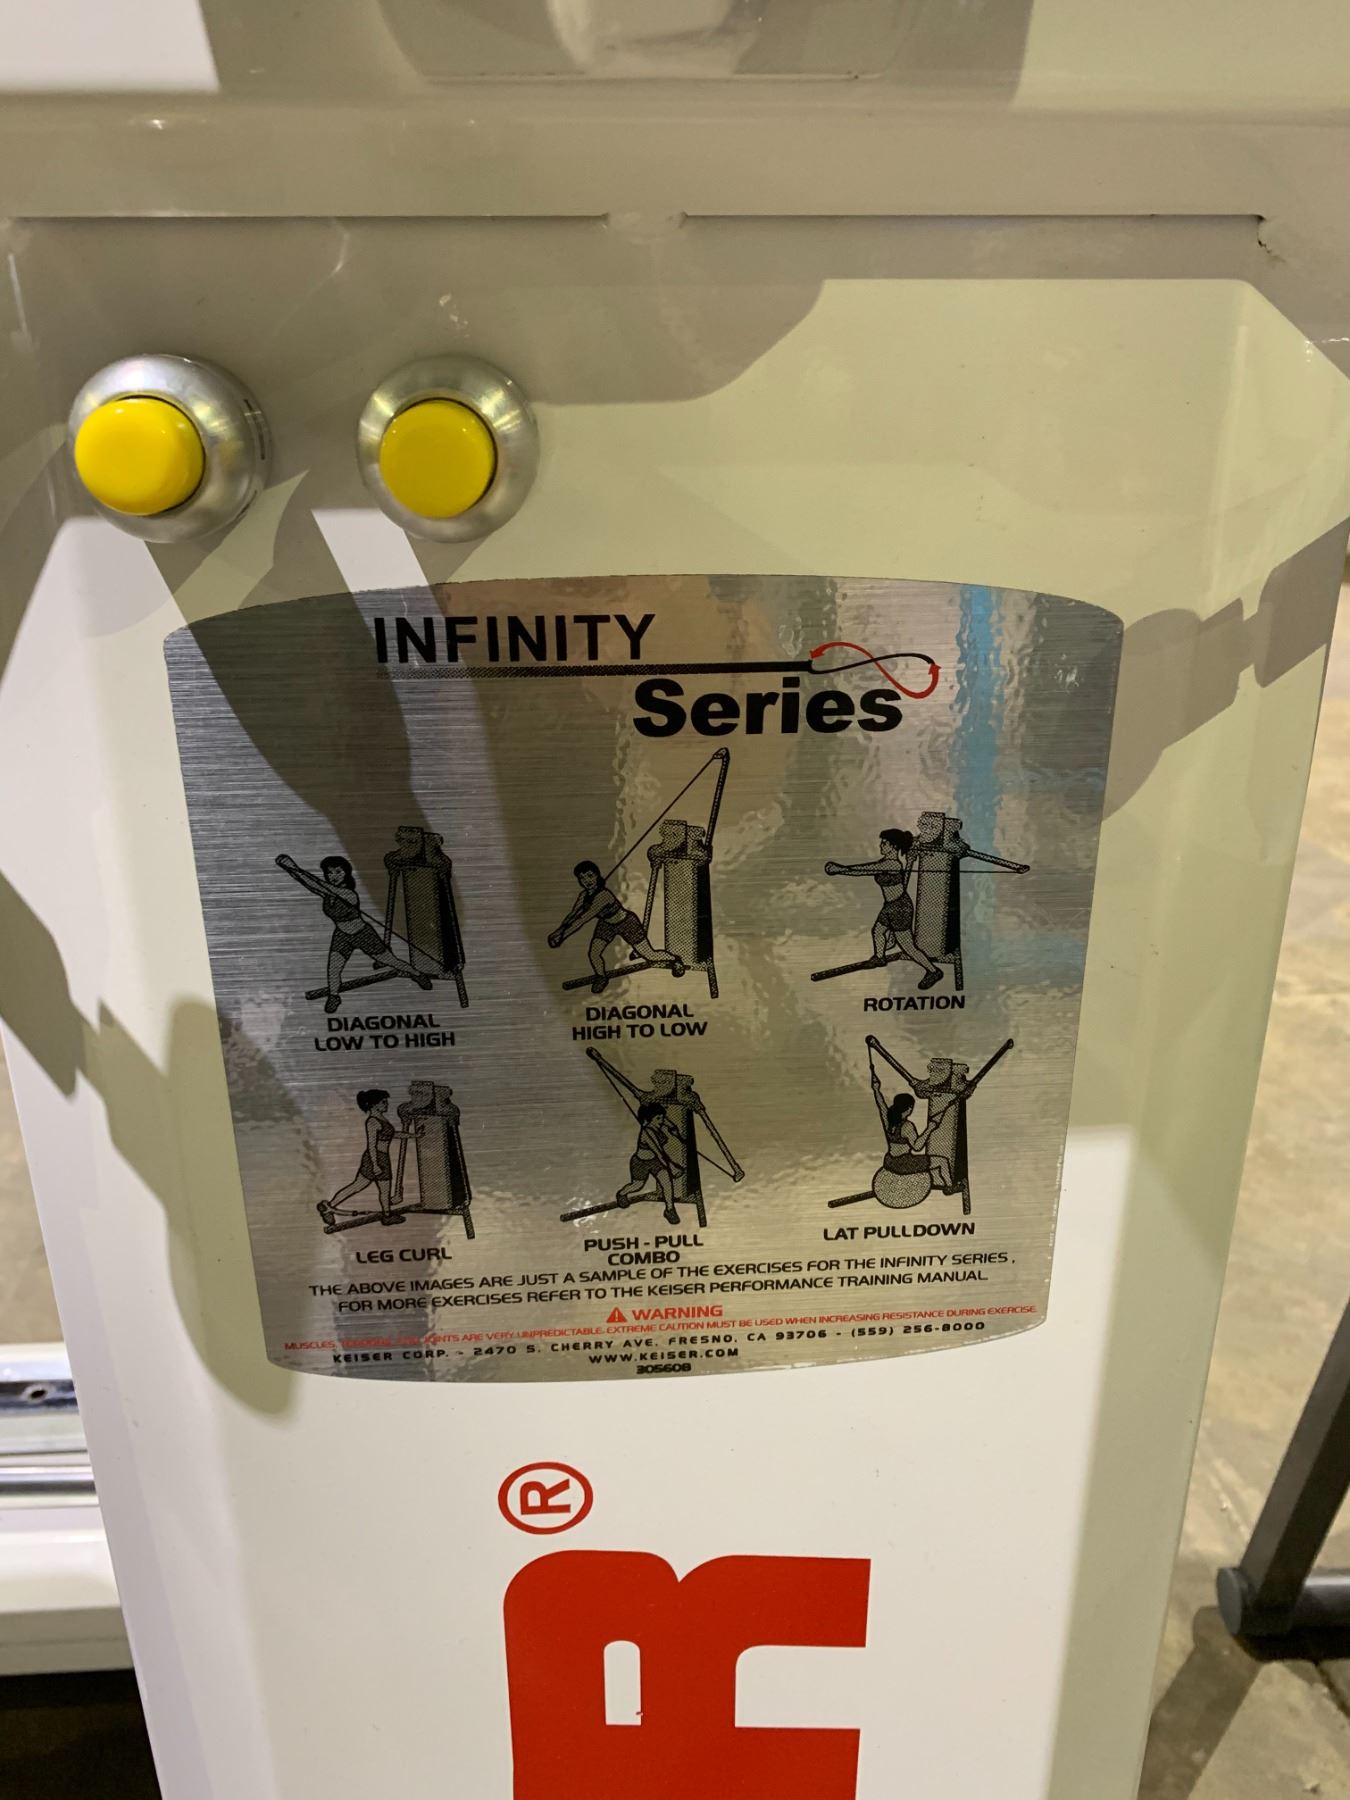 INFINITY
Series
DIAGONAL
LOW TO HIGH
DIAGONAL
HIGH TO LOW
ROTATION
LEG CURL
PUSH - PULL
COMBO
LAT PULLDOWN
THE ABOVE IMAGES ARE JUST A SAMPLE OF THE EXERCISES FOR THE INFINITY SERIES,
FOR MORE EXERCISES REFER TO THE KEISER PERFORMANCE TRAINING MANUAL
WARNING
MUSCLES, JOINTS ARE VERY UNPREDICTABLE. EXTREME CAUTION MUST BE USED WHEN INCREASING RESISTANCE DURING EXERCISE.
KEISER CORP. - 2470 S. CHERRY AVE. FRESNO, CA 93706 - (559) 256-8000
WWW.KEISER.COM
305608
®
R